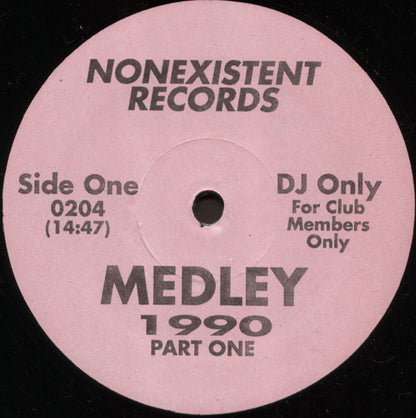 NONEXISTENT
RECORDS
Side One
0204
(14:47)
DJ Only
For Club
Members
Only
MEDLEY
1990
PART ONE